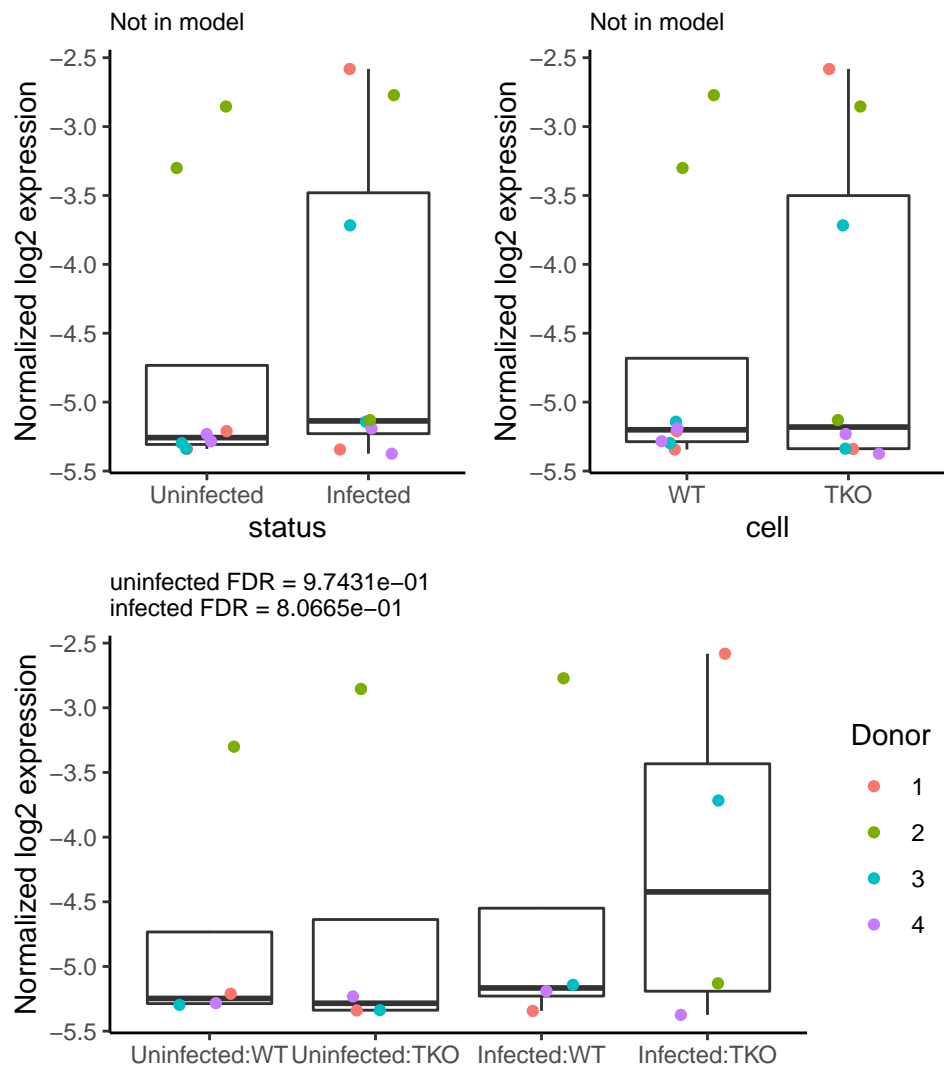 Not in model
Normalized log2 expression
−2.5
−3.0
−3.5
−4.0
−4.5
−5.0
−5.5
Uninfected
Infected
status
Not in model
Normalized log2 expression
−2.5
−3.0
−3.5
−4.0
−4.5
−5.0
−5.5
WT
TKO
cell
uninfected FDR = 9.7431e−01
infected FDR = 8.0665e−01
Normalized log2 expression
−2.5
−3.0
−3.5
−4.0
−4.5
−5.0
−5.5
Uninfected:WT
Uninfected:TKO
Infected:WT
Infected:TKO
Donor
1
2
3
4